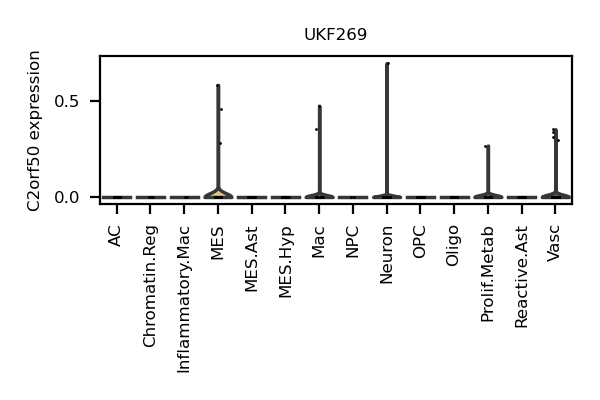 UKF269
C2orf50 expression
0.5
0.0
AC
Chromatin.Reg
Inflammatory.Mac
MES
MES.Ast
MES.Hyp
Mac
NPC
Neuron
OPC
Oligo
Prolif.Metab
Reactive.Ast
Vasc